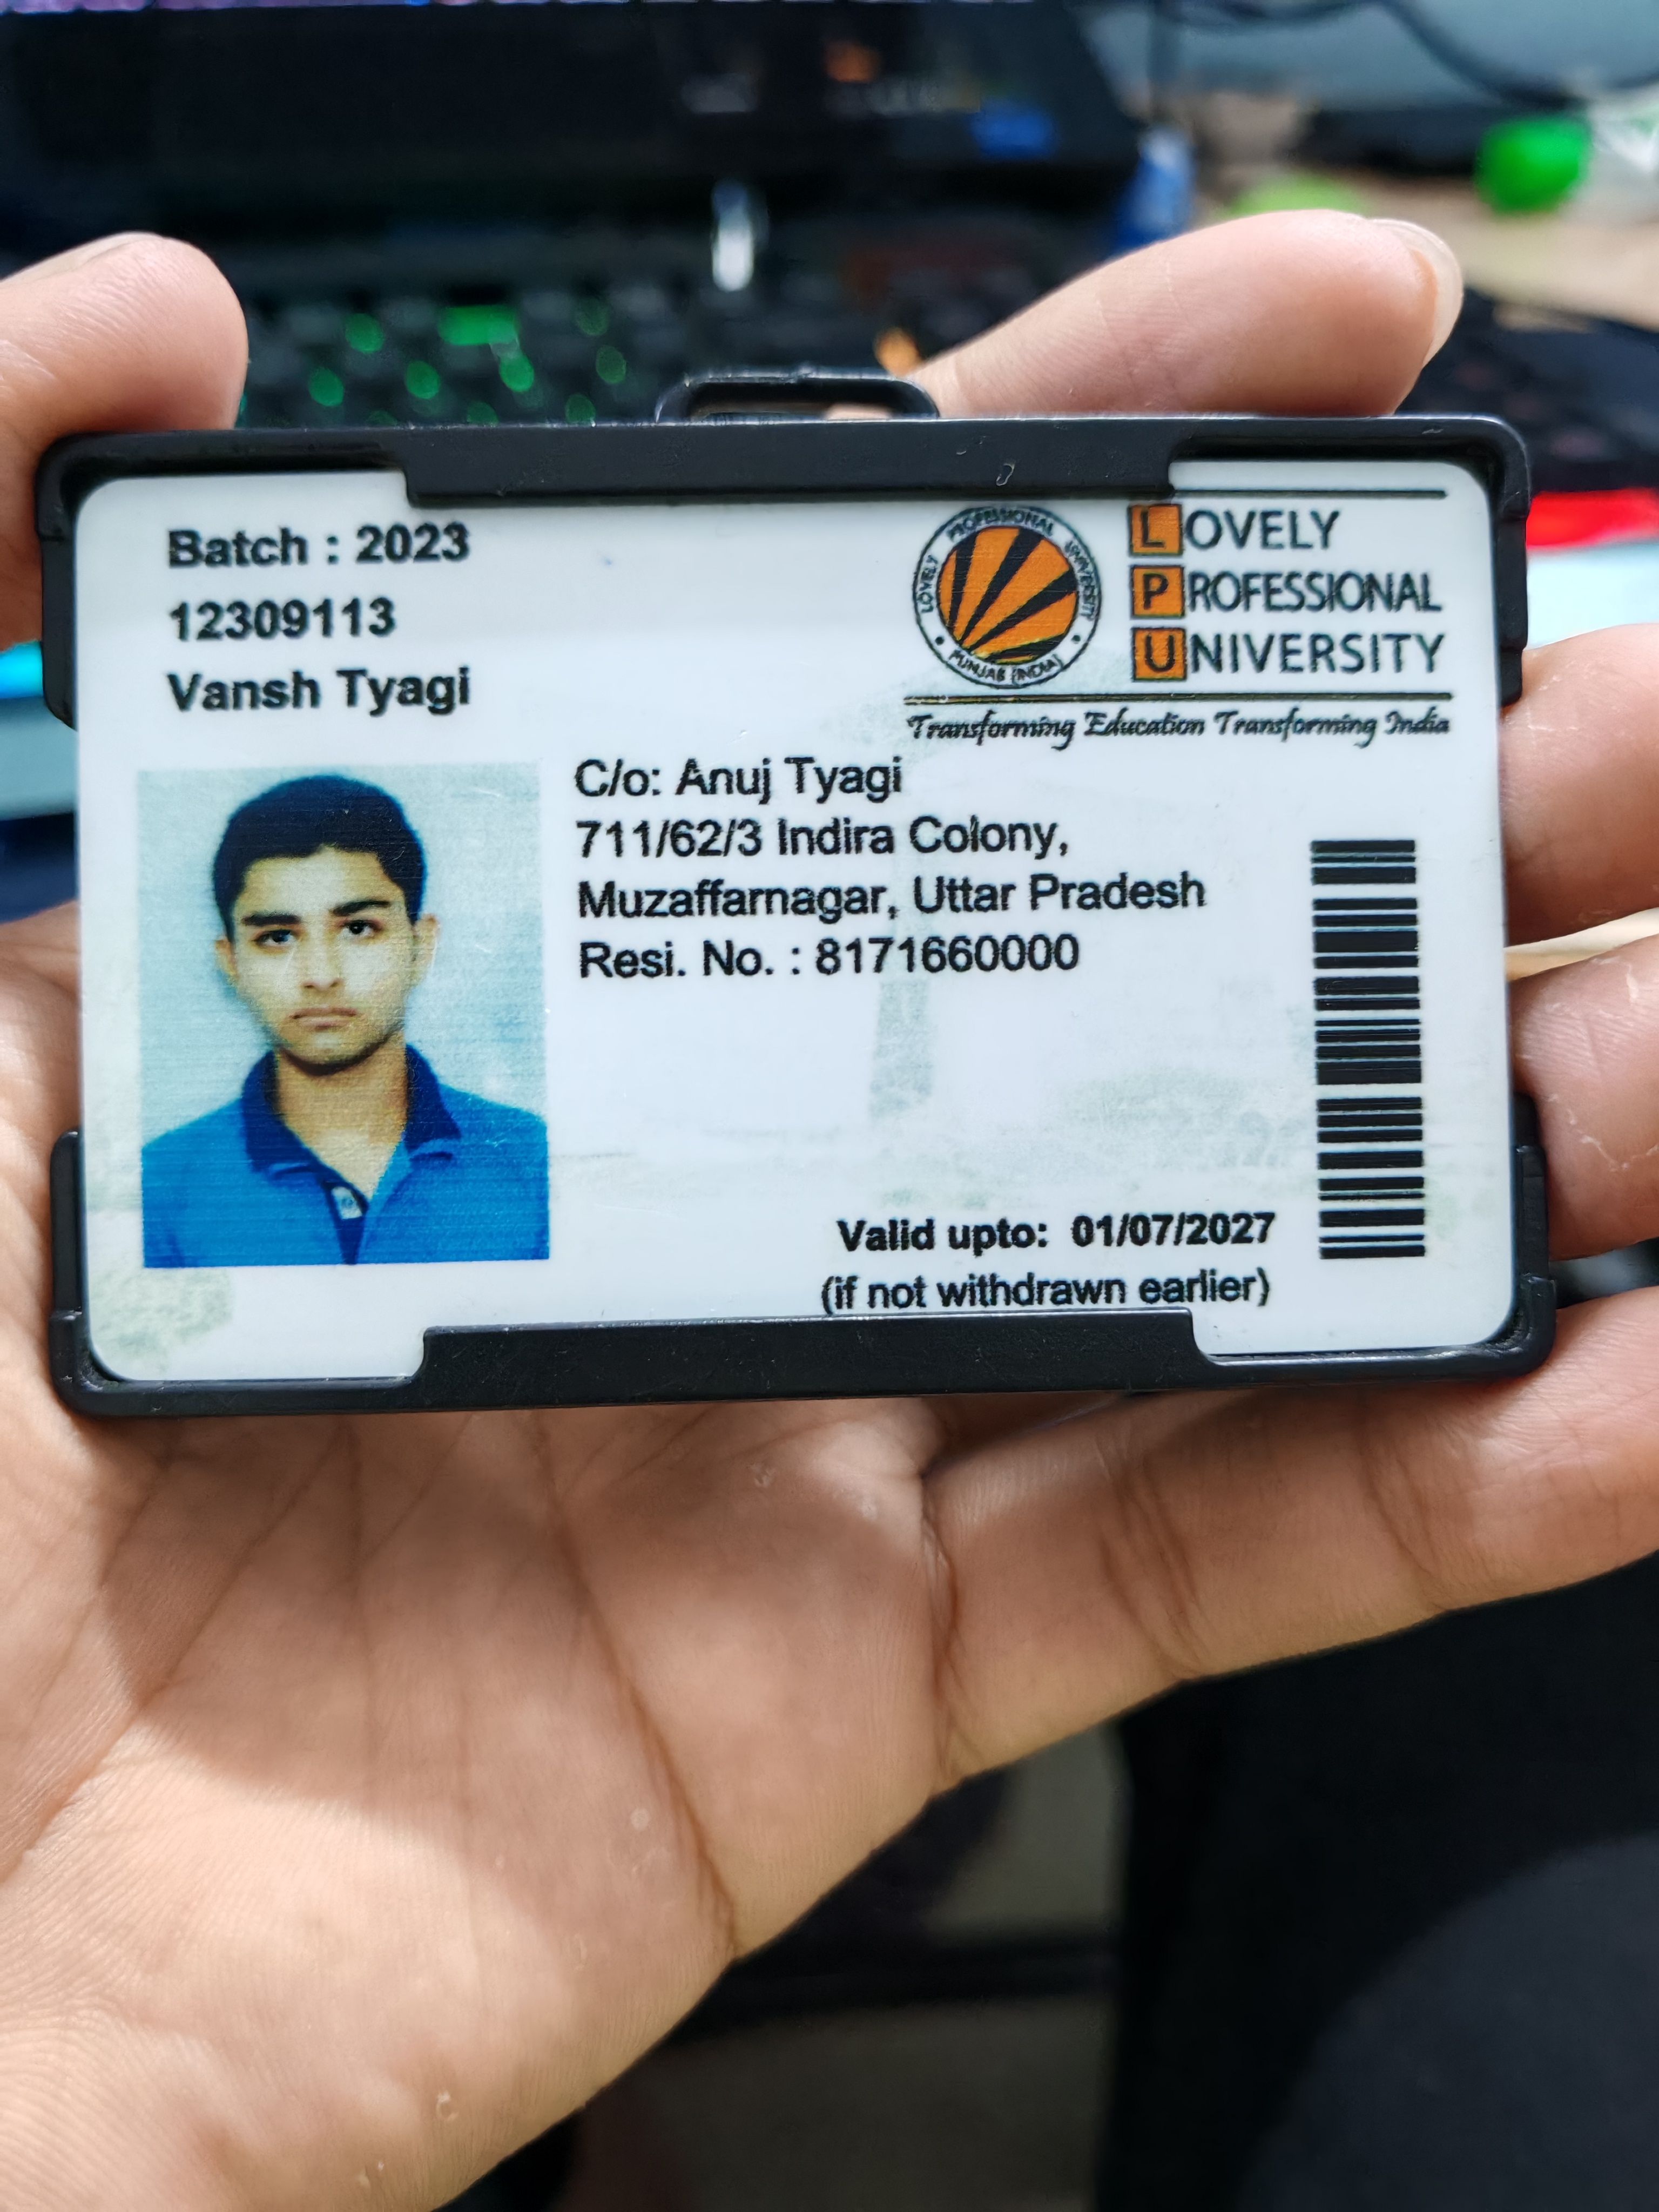 Batch : 2023
12309113
Vansh Tyagi
LOVELY PROFESSIONAL UNIVERSITY
PUNJAB (INDIA)
LOVELY
PROFESSIONAL
UNIVERSITY
Transforming Education Transforming India
C/o: Anuj Tyagi
711/62/3 Indira Colony,
Muzaffarnagar, Uttar Pradesh
Resi. No. : 8171660000
Valid upto: 01/07/2027
(if not withdrawn earlier)